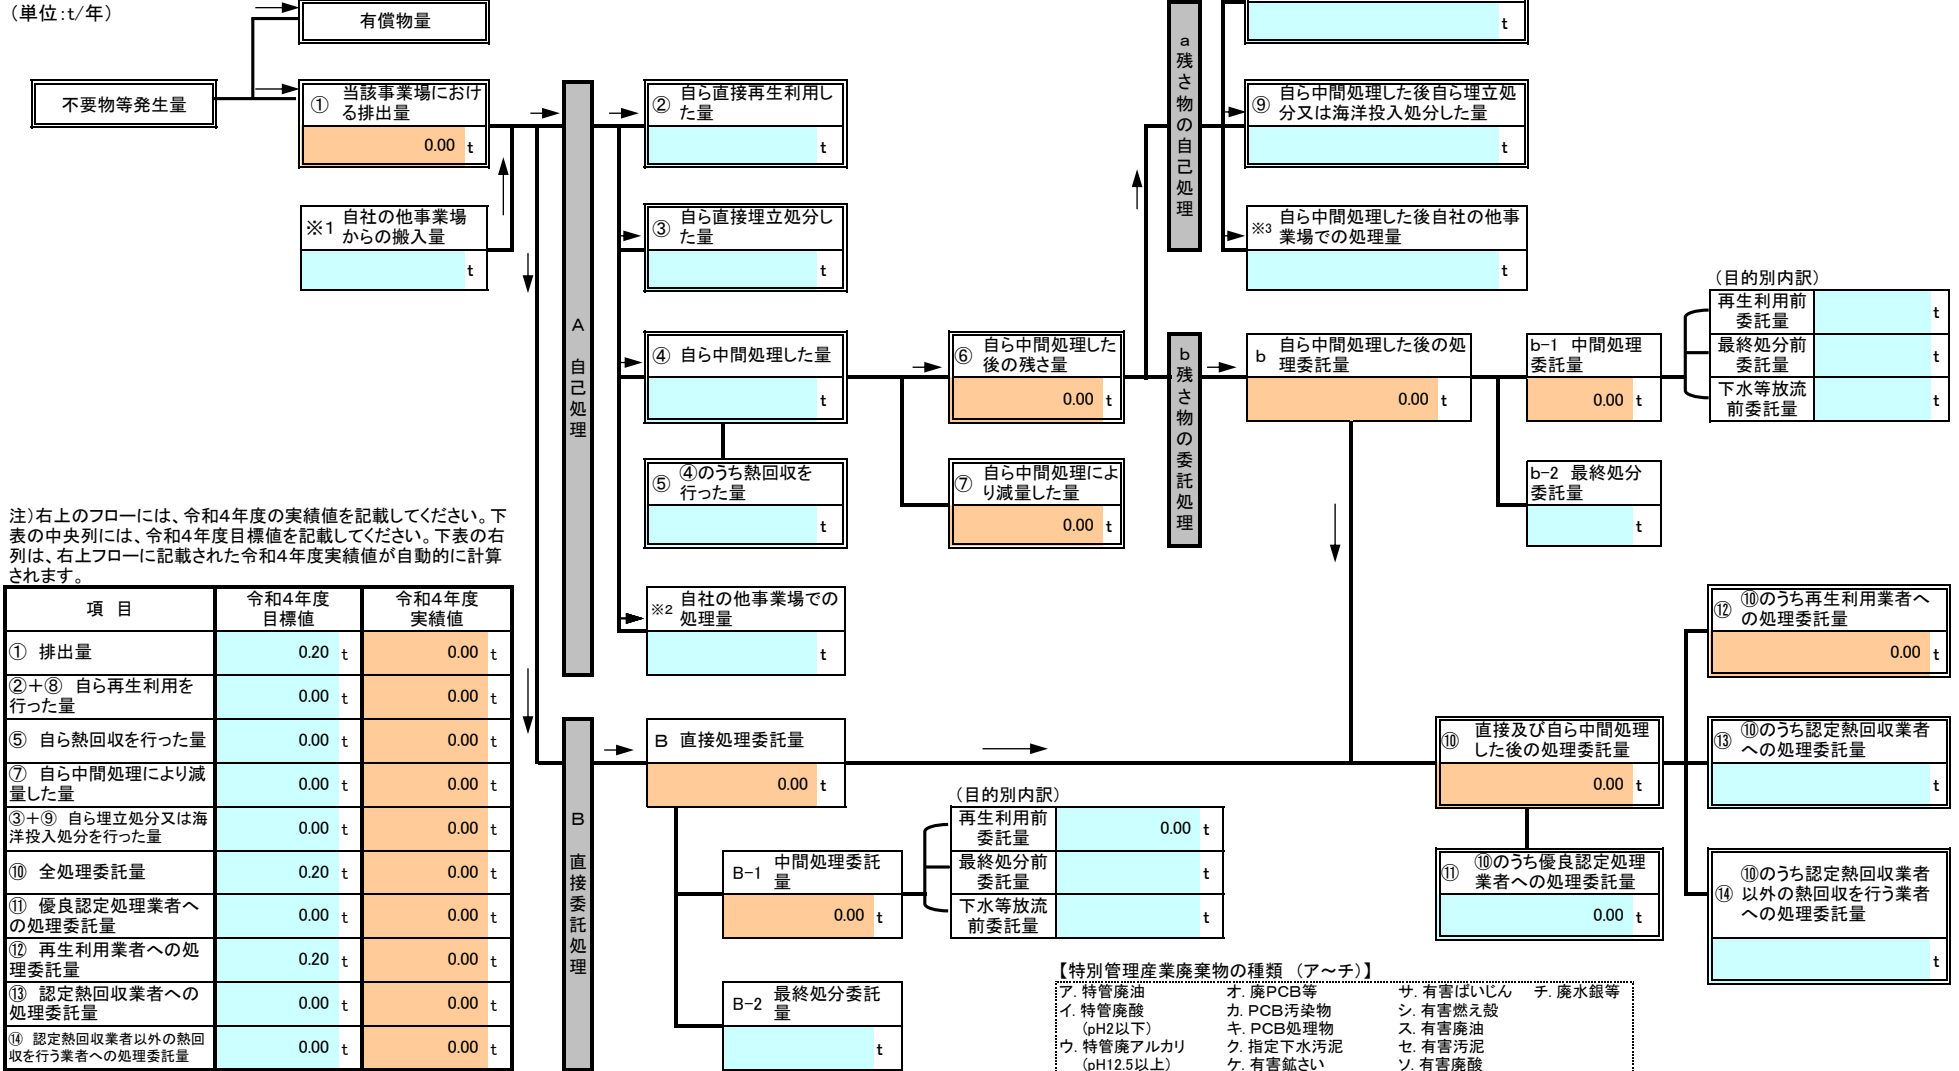 (単位:t/年)
有償物量
不要物等発生量
① 当該事業場におけ
る排出量
0.00 t
※1 自社の他事業場
からの搬入量
t
A 自己処理
② 自ら直接再生利用し
た量
t
③ 自ら直接埋立処分し
た量
t
④ 自ら中間処理した量
t
⑤ ④のうち熱回収を
行った量
t
※2 自社の他事業場での
処理量
t
⑥ 自ら中間処理した
後の残さ量
0.00 t
⑦ 自ら中間処理によ
り減量した量
0.00 t
a 残さ物の自己処理
t
⑨ 自ら中間処理した後自ら埋立処
分又は海洋投入処分した量
t
※3 自ら中間処理した後自社の他事
業場での処理量
t
b 残さ物の委託処理
b 自ら中間処理した後の処
理委託量
0.00 t
b-1 中間処理
委託量
0.00 t
(目的別内訳)
再生利用前
委託量
t
最終処分前
委託量
t
下水等放流
前委託量
t
b-2 最終処分
委託量
t
注)右上のフローには、令和4年度の実績値を記載してください。下
表の中央列には、令和4年度目標値を記載してください。下表の右
列は、右上フローに記載された令和4年度実績値が自動的に計算
されます。
項 目 令和4年度
目標値 令和4年度
実績値
① 排出量 0.20 t 0.00 t
②+⑧ 自ら再生利用を
行った量 0.00 t 0.00 t
⑤ 自ら熱回収を行った量 0.00 t 0.00 t
⑦ 自ら中間処理により減
量した量 0.00 t 0.00 t
③+⑨ 自ら埋立処分又は海
洋投入処分を行った量 0.00 t 0.00 t
⑩ 全処理委託量 0.20 t 0.00 t
⑪ 優良認定処理業者へ
の処理委託量 0.00 t 0.00 t
⑫ 再生利用業者への処
理委託量 0.20 t 0.00 t
⑬ 認定熱回収業者への
処理委託量 0.00 t 0.00 t
⑭ 認定熱回収業者以外の熱回
収を行う業者への処理委託量 0.00 t 0.00 t
B 直接委託処理
B 直接処理委託量
0.00 t
B-1 中間処理委託
量
0.00 t
(目的別内訳)
再生利用前
委託量
0.00 t
最終処分前
委託量
t
下水等放流
前委託量
t
B-2 最終処分委託
量
t
⑩ 直接及び自ら中間処理
した後の処理委託量
0.00 t
⑪ ⑩のうち優良認定処理
業者への処理委託量
0.00 t
⑫ ⑩のうち再生利用業者へ
の処理委託量
0.00 t
⑬ ⑩のうち認定熱回収業者
への処理委託量
t
⑭ ⑩のうち認定熱回収業者
以外の熱回収を行う業者
への処理委託量
t
【特別管理産業廃棄物の種類 (ア~チ)】
ア. 特管廃油 オ. 廃PCB等 サ. 有害ばいじん チ. 廃水銀等
イ. 特管廃酸 カ. PCB汚染物 シ. 有害燃え殻
(pH2以下) キ. PCB処理物 ス. 有害廃油
ウ. 特管廃アルカリ ク. 指定下水汚泥 セ. 有害汚泥
(pH12.5以上) ケ. 有害鉱さい ソ. 有害廃酸